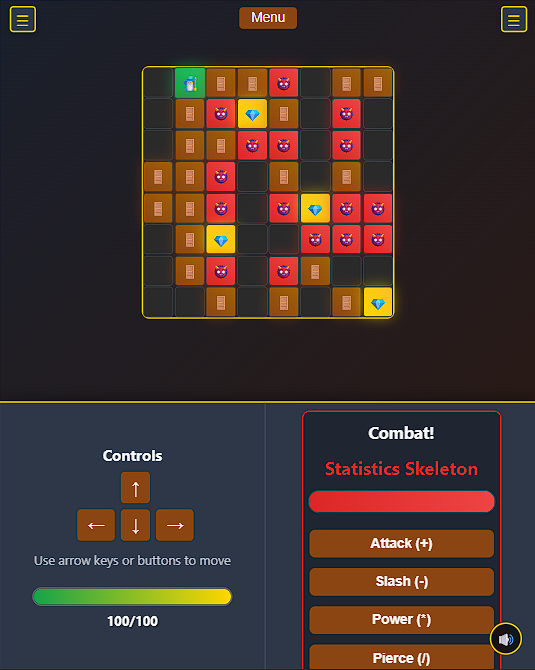 Menu
Controls
↑
← ↓ →
Use arrow keys or buttons to move
100/100
Combat!
Statistics Skeleton
Attack (+)
Slash (-)
Power (*)
Pierce (/)